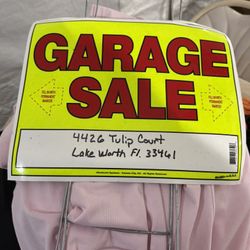 GARAGE
SALE
4426 Tulip Court
Lake Worth Fl. 33461